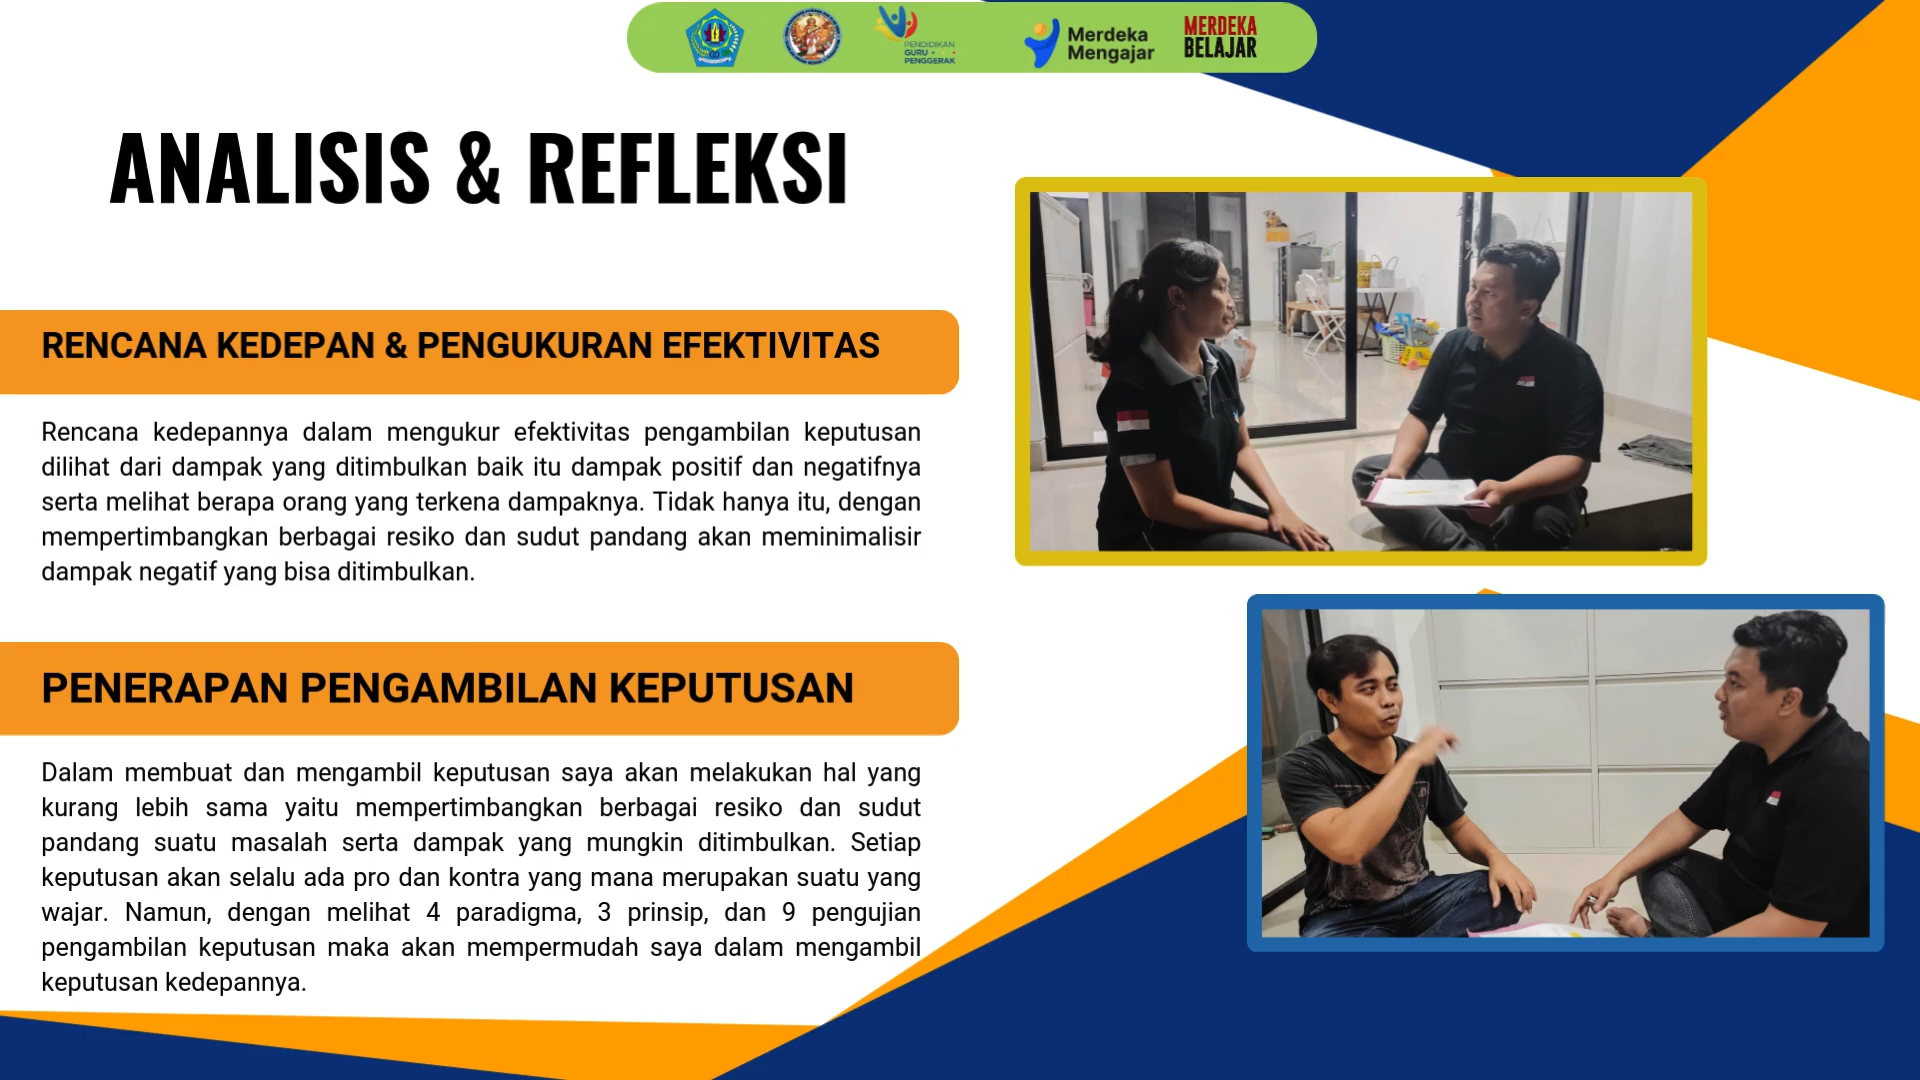 PENDIDIKAN
GURU
PENGGERAK
Merdeka
Mengajar
MERDEKA
BELAJAR
ANALISIS & REFLEKSI
RENCANA KEDEPAN & PENGUKURAN EFEKTIVITAS
Rencana kedepannya dalam mengukur efektivitas pengambilan keputusan
dilihat dari dampak yang ditimbulkan baik itu dampak positif dan negatifnya
serta melihat berapa orang yang terkena dampaknya. Tidak hanya itu, dengan
mempertimbangkan berbagai resiko dan sudut pandang akan meminimalisir
dampak negatif yang bisa ditimbulkan.
PENERAPAN PENGAMBILAN KEPUTUSAN
Dalam membuat dan mengambil keputusan saya akan melakukan hal yang
kurang lebih sama yaitu mempertimbangkan berbagai resiko dan sudut
pandang suatu masalah serta dampak yang mungkin ditimbulkan. Setiap
keputusan akan selalu ada pro dan kontra yang mana merupakan suatu yang
wajar. Namun, dengan melihat 4 paradigma, 3 prinsip, dan 9 pengujian
pengambilan keputusan maka akan mempermudah saya dalam mengambil
keputusan kedepannya.